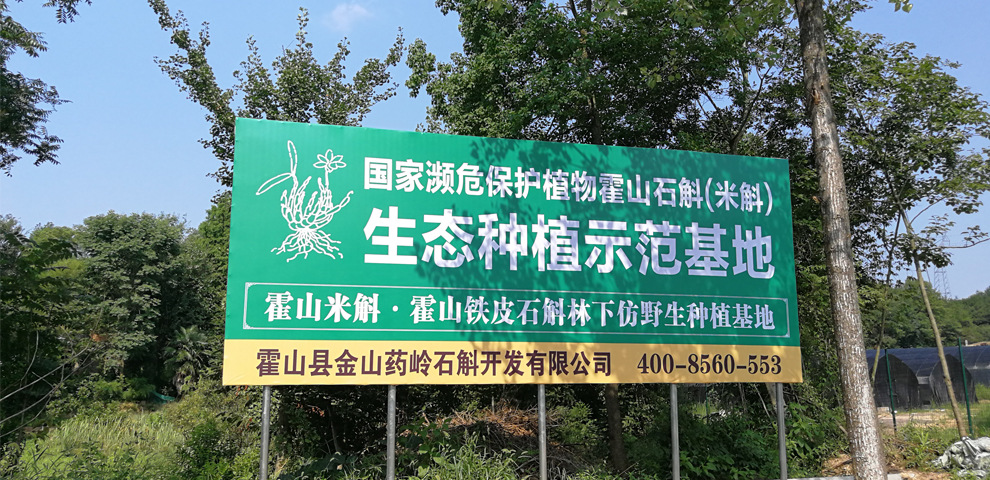 国家濒危保护植物霍山石斛(米斛)
生态种植示范基地
霍山米斛·霍山铁皮石斛林下仿野生种植基地
霍山县金山药岭石斛开发有限公司 400-8560-553